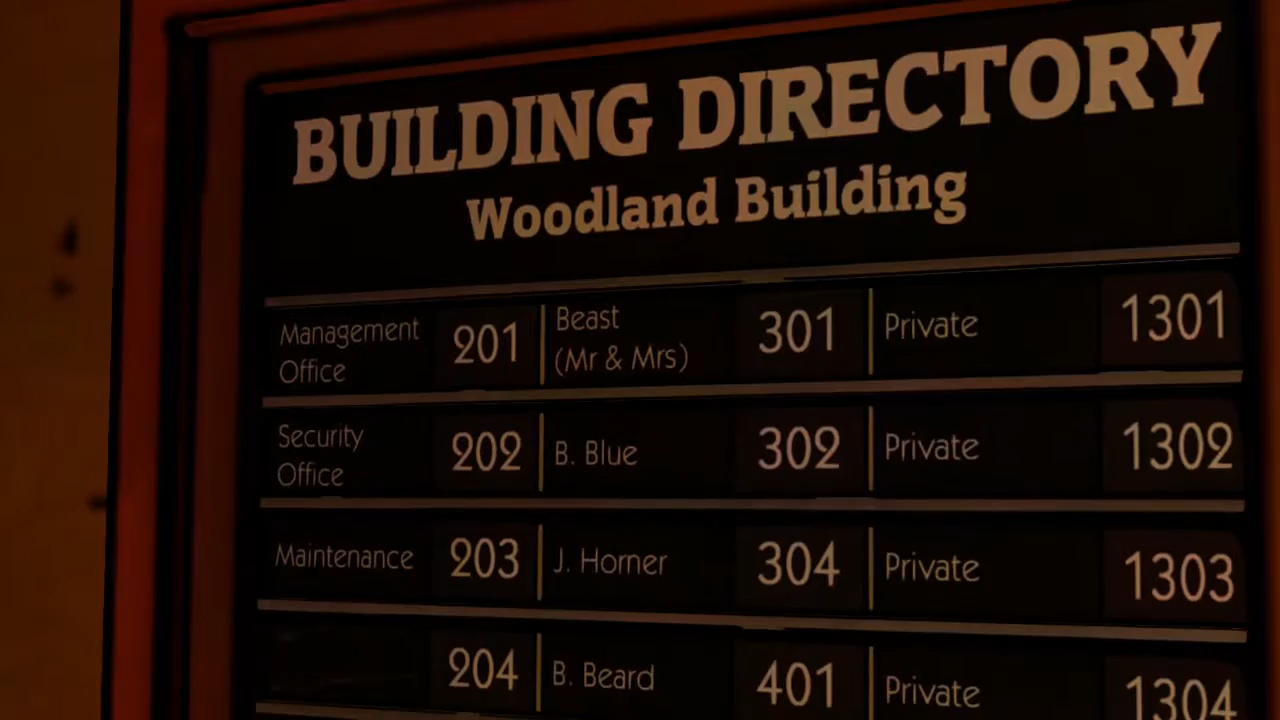 BUILDING DIRECTORY
Woodland Building
Management Office 201 Beast (Mr & Mrs) 301 Private 1301
Security Office 202 B. Blue 302 Private 1302
Maintenance 203 J. Horner 304 Private 1303
204 B. Beard 401 Private 1304